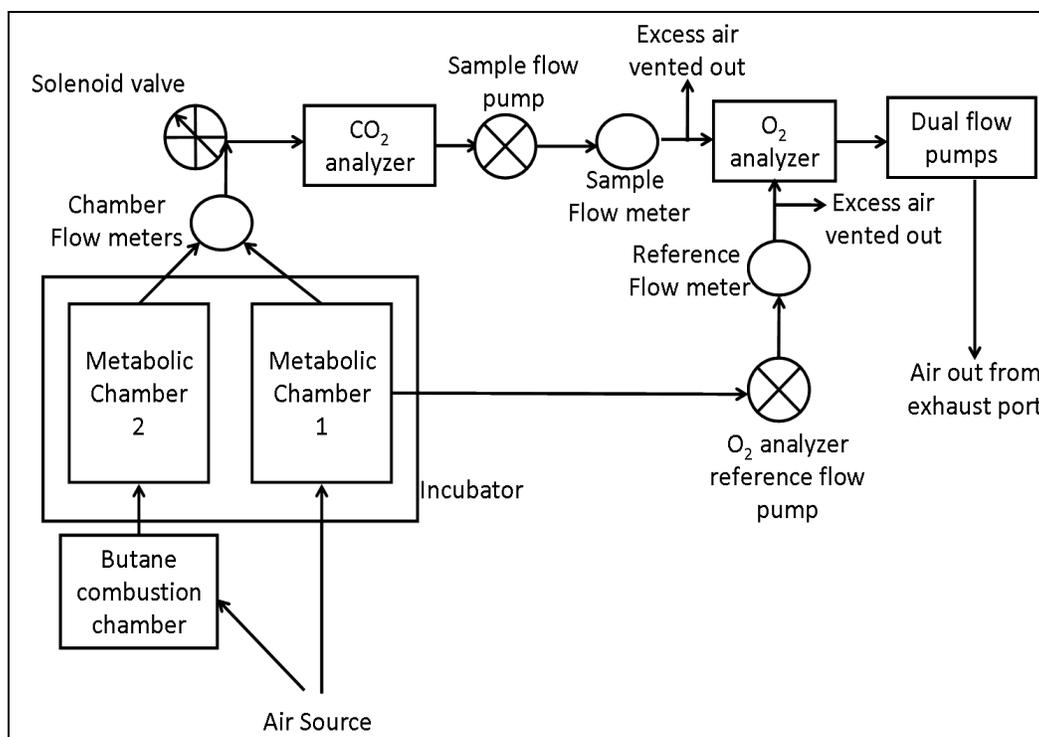 Solenoid valve
CO₂
analyzer
Sample flow
pump
Excess air
vented out
Sample
Flow meter
O₂
analyzer
Dual flow
pumps
Chamber
Flow meters
Excess air
vented out
Reference
Flow meter
Metabolic
Chamber
2
Metabolic
Chamber
1
Incubator
O₂ analyzer
reference flow
pump
Air out from
exhaust port
Butane
combustion
chamber
Air Source